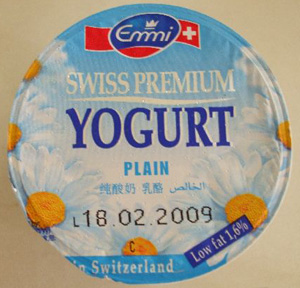 Emmi
SWISS PREMIUM
YOGURT
PLAIN
纯酸奶 乳酪 الخالص
L18.02.2009
C
Low fat 1,6%
in Switzerland